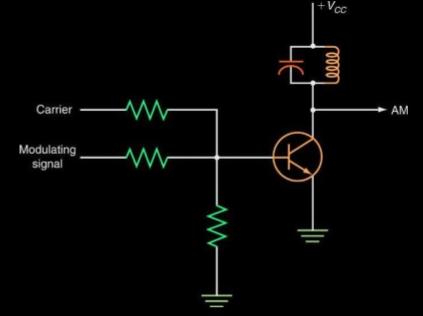 +VCC
Carrier
AM
Modulating
signal